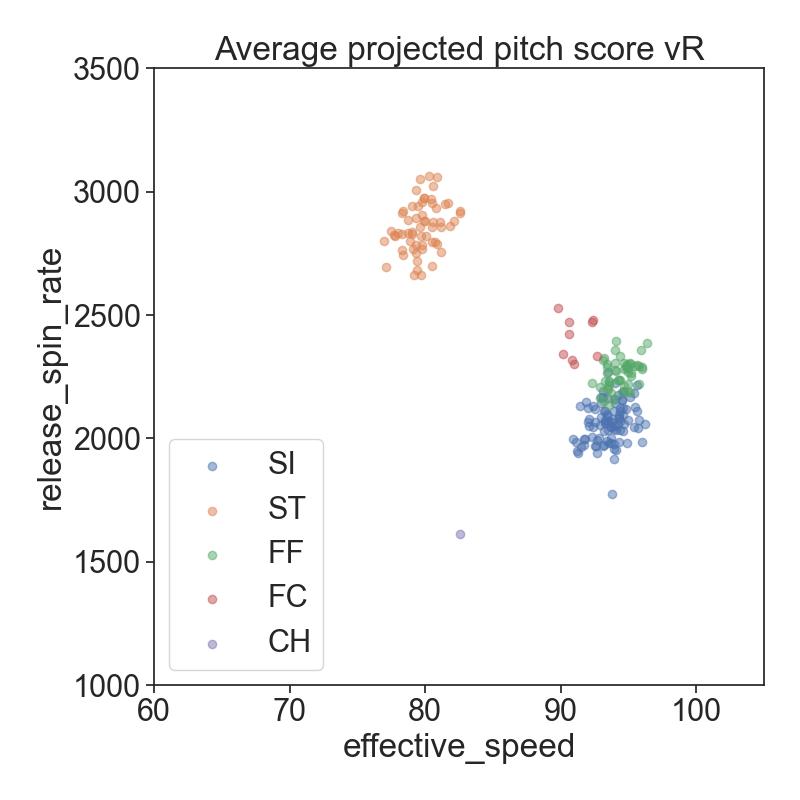 Average projected pitch score vR
3500
3000
2500
2000
1500
1000
release_spin_rate
SI
ST
FF
FC
CH
60 70 80 90 100
effective_speed